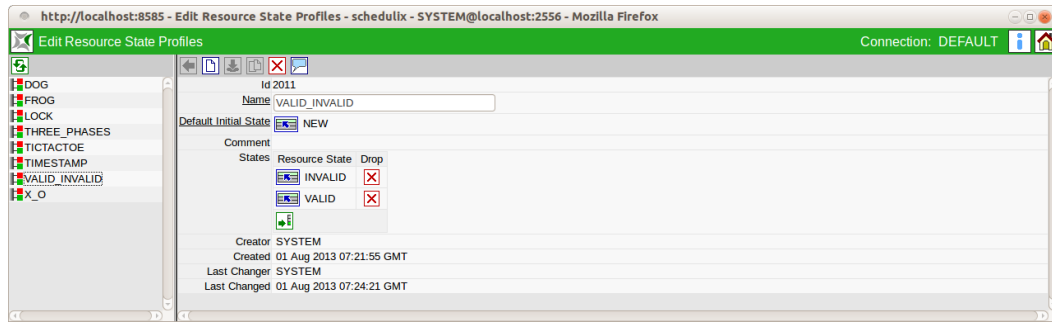 http://localhost:8585 - Edit Resource State Profiles - schedulix - SYSTEM@localhost:2556 - Mozilla Firefox
Edit Resource State Profiles
Connection: DEFAULT
DOG
FROG
LOCK
THREE_PHASES
TICTACTOE
TIMESTAMP
VALID_INVALID
X_O
Id 2011
Name VALID_INVALID
Default Initial State NEW
Comment
States Resource State Drop
INVALID
VALID
Creator SYSTEM
Created 01 Aug 2013 07:21:55 GMT
Last Changer SYSTEM
Last Changed 01 Aug 2013 07:24:21 GMT